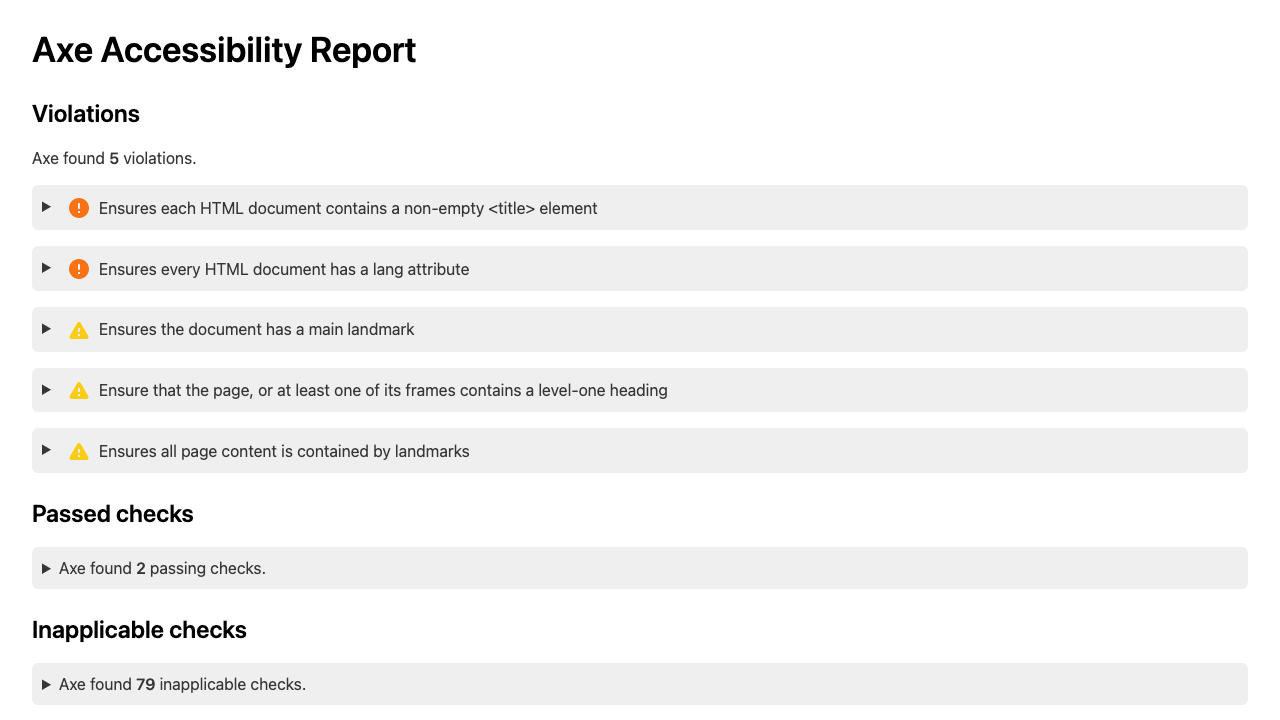 Axe Accessibility Report
Violations
Axe found 5 violations.
Ensures each HTML document contains a non-empty <title> element
Ensures every HTML document has a lang attribute
Ensures the document has a main landmark
Ensure that the page, or at least one of its frames contains a level-one heading
Ensures all page content is contained by landmarks
Passed checks
Axe found 2 passing checks.
Inapplicable checks
Axe found 79 inapplicable checks.